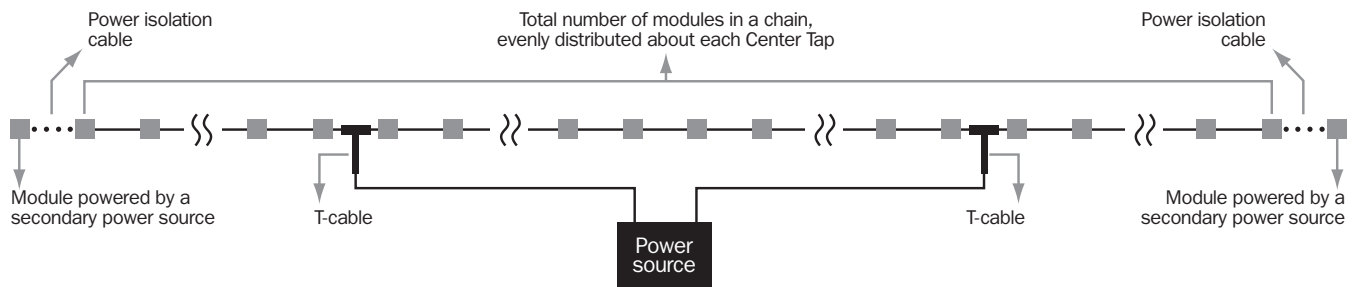 Power isolation
cable
Total number of modules in a chain,
evenly distributed about each Center Tap
Power isolation
cable
Module powered by a
secondary power source
T-cable
Power
source
T-cable
Module powered by a
secondary power source